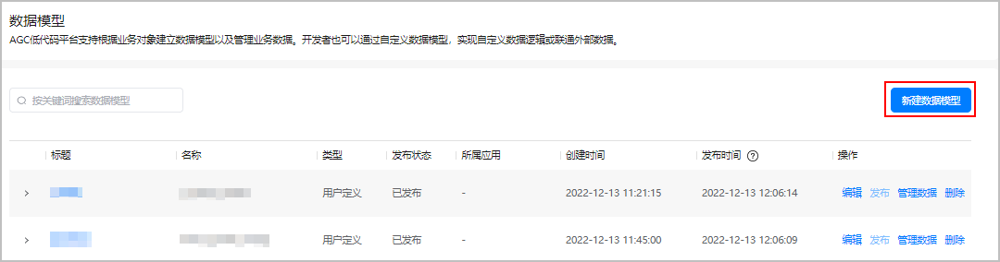 数据模型
AGC低代码平台支持根据业务对象建立数据模型以及管理业务数据。开发者也可以通过自定义数据模型，实现自定义数据逻辑或联通外部数据。
按关键词搜索数据模型 新建数据模型
标题 名称 类型 发布状态 所属应用 创建时间 发布时间 ? 操作
用户定义 已发布 - 2022-12-13 11:21:15 2022-12-13 12:06:14 编辑 发布 管理数据 删除
用户定义 已发布 - 2022-12-13 11:45:00 2022-12-13 12:06:09 编辑 发布 管理数据 删除